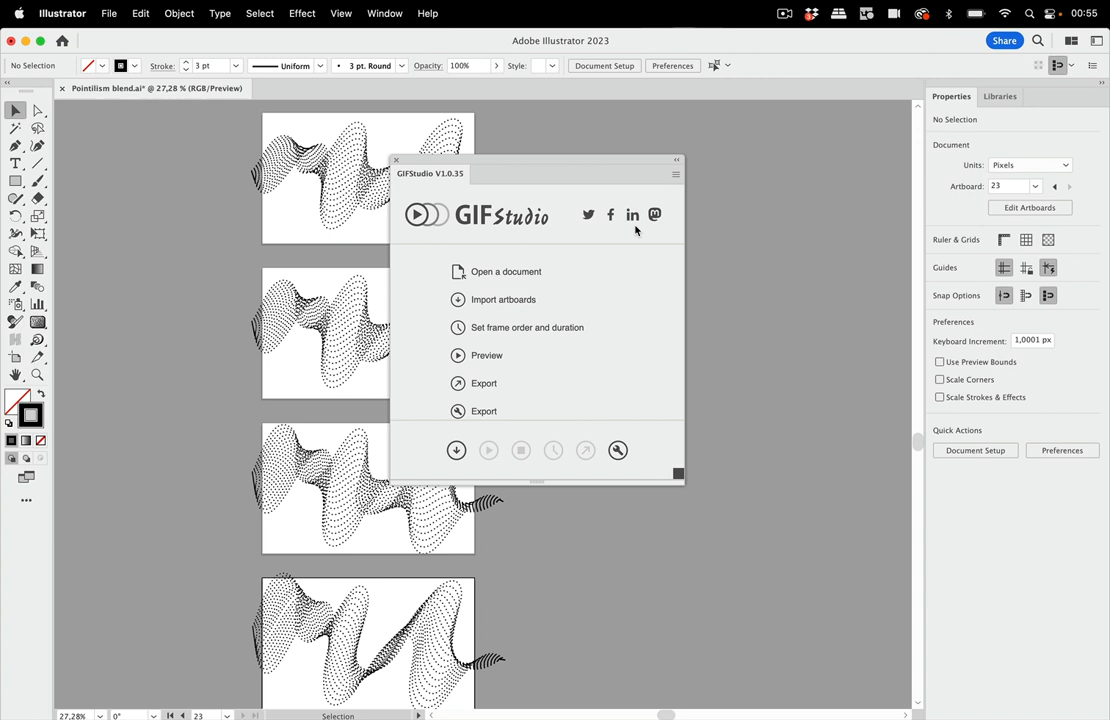 Illustrator File Edit Object Type Select Effect View Window Help 00:55
Adobe Illustrator 2023 Share
No Selection Stroke: 3 pt Uniform 3 pt. Round Opacity: 100% Style: Document Setup Preferences
Pointilism blend.ai* @ 27,28 % (RGB/Preview)
GIFStudio V1.0.35
GIFStudio
Open a document
Import artboards
Set frame order and duration
Preview
Export
Export
Properties Libraries
No Selection
Document
Units: Pixels
Artboard: 23
Edit Artboards
Ruler & Grids
Guides
Snap Options
Preferences
Keyboard Increment: 1,0001 px
Use Preview Bounds
Scale Corners
Scale Strokes & Effects
Quick Actions
Document Setup Preferences
27,28% 0° 23 Selection